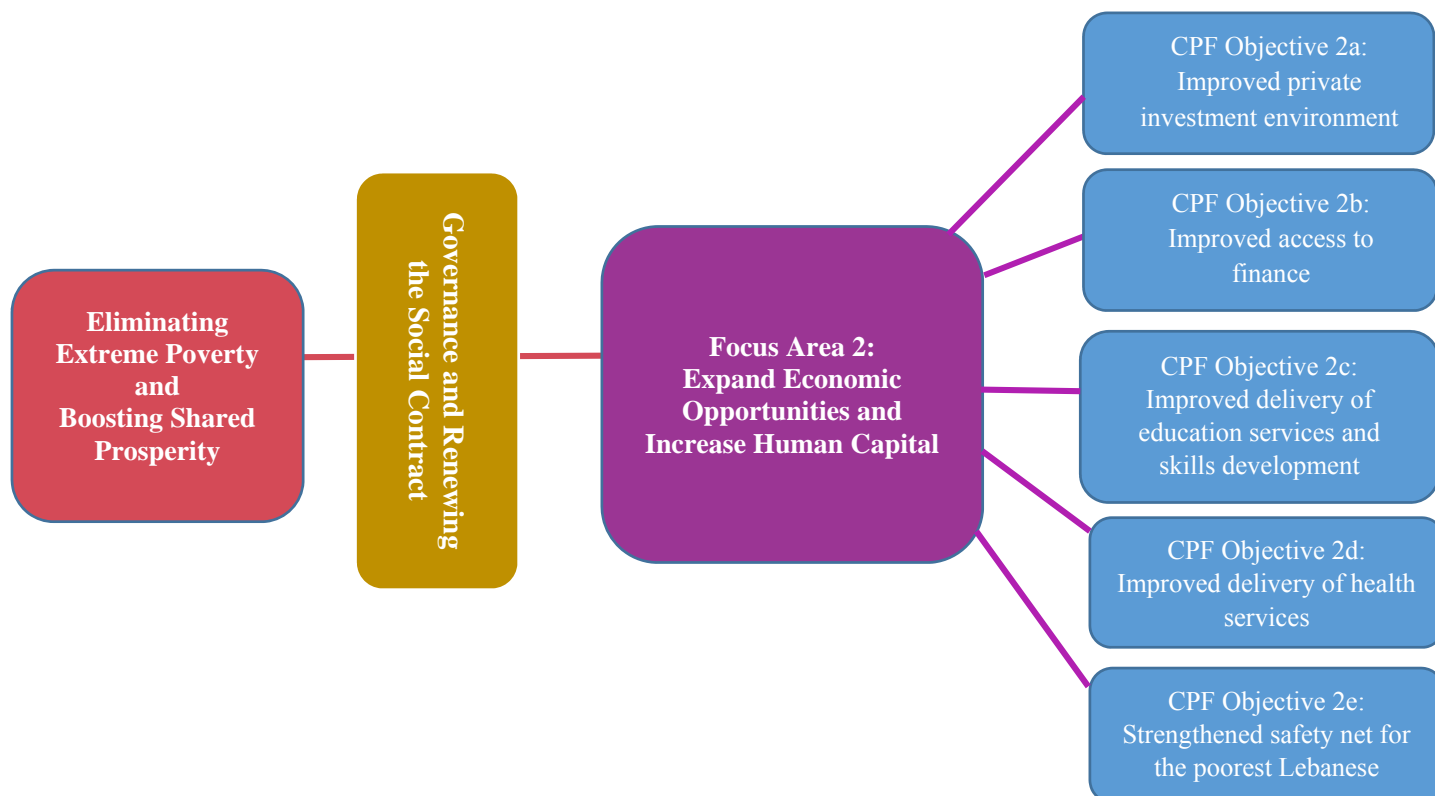 Eliminating
Extreme Poverty
and
Boosting Shared
Prosperity
Governance and Renewing
the Social Contract
Focus Area 2:
Expand Economic
Opportunities and
Increase Human Capital
CPF Objective 2a:
Improved private
investment environment
CPF Objective 2b:
Improved access to
finance
CPF Objective 2c:
Improved delivery of
education services and
skills development
CPF Objective 2d:
Improved delivery of health
services
CPF Objective 2e:
Strengthened safety net for
the poorest Lebanese